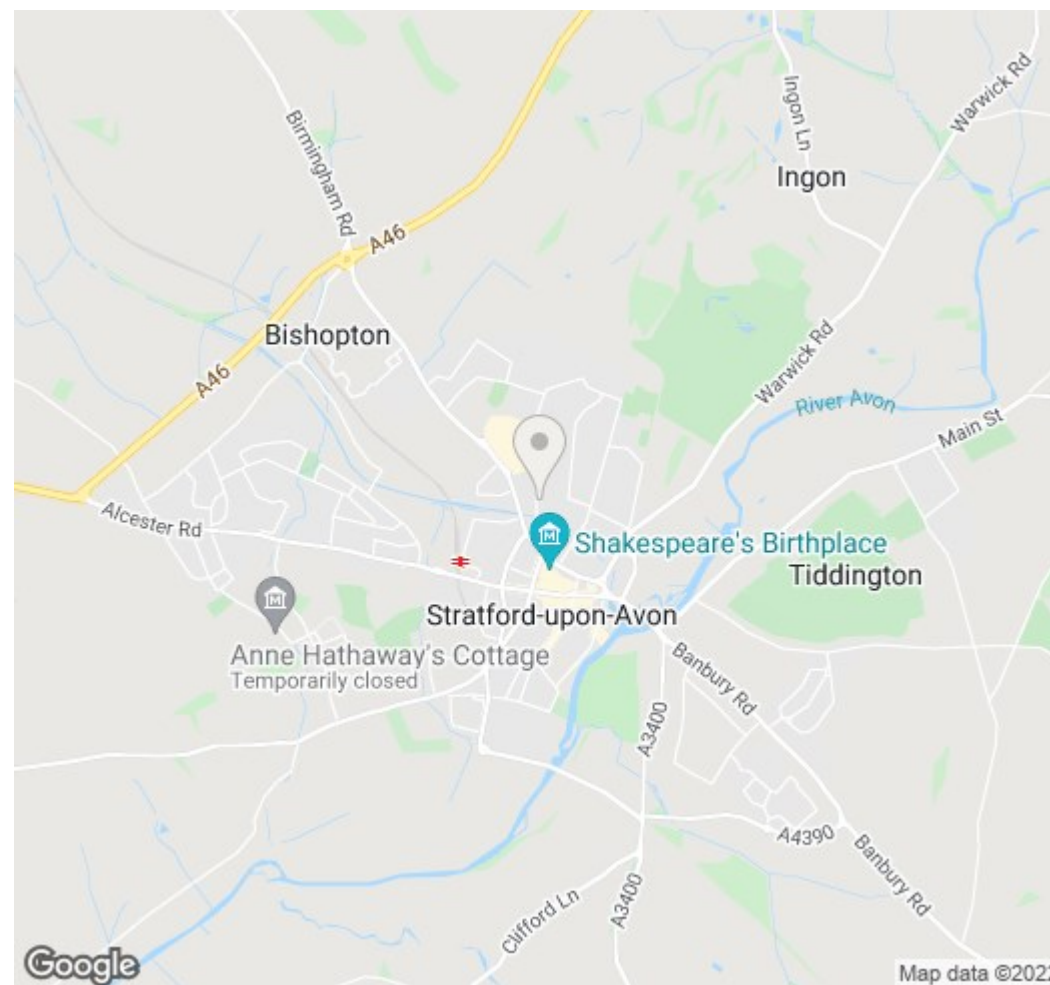 Birmingham Rd
A46
Ingon Ln
Warwick Rd
Ingon
Bishopton
A46
Warwick Rd
River Avon
Main St
Alcester Rd
Shakespeare's Birthplace
Tiddington
Stratford-upon-Avon
Anne Hathaway's Cottage
Temporarily closed
Banbury Rd
A3400
A4390
Banbury Rd
Clifford Ln
A3400
Google
Map data ©2022